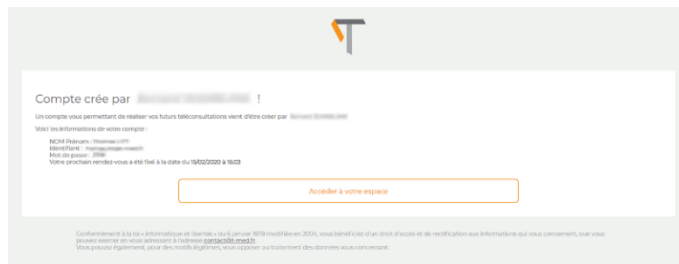 Compte crée par !
Un compte vous permettant de réaliser vos futurs téléconsultations vient d'être créer par
Voici les informations de votre compte :
NOM Prénom :
Identifiant :
Mot de passe :
Votre prochain rendez-vous a été fixé à la date du 19/02/2020 à 16:03
Accéder à votre espace
Conformément à la loi « informatique et libertés » du 6 janvier 1978 modifiée en 2004, vous bénéficiez d'un droit d'accès et de rectification aux informations qui vous concernent, que vous
pouvez exercer en vous adressant à l'adresse
Vous pouvez également, pour des motifs légitimes, vous opposer au traitement des données vous concernant.